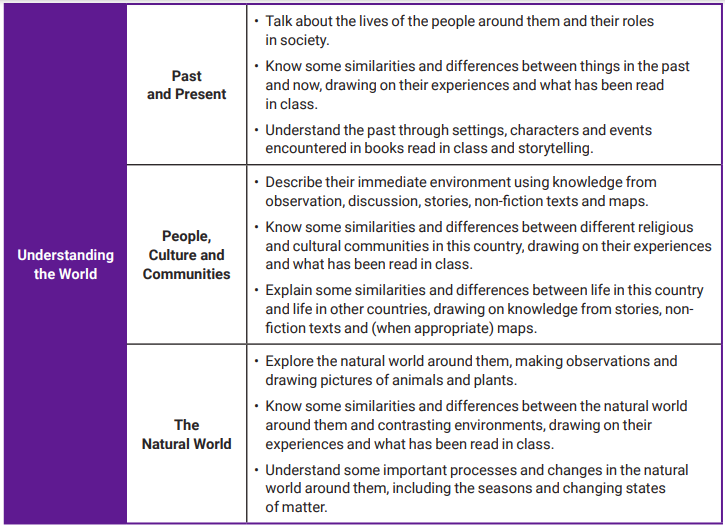 Understanding
the World
Past
and Present
• Talk about the lives of the people around them and their roles
in society.
• Know some similarities and differences between things in the past
and now, drawing on their experiences and what has been read
in class.
• Understand the past through settings, characters and events
encountered in books read in class and storytelling.
People,
Culture and
Communities
• Describe their immediate environment using knowledge from
observation, discussion, stories, non-fiction texts and maps.
• Know some similarities and differences between different religious
and cultural communities in this country, drawing on their experiences
and what has been read in class.
• Explain some similarities and differences between life in this country
and life in other countries, drawing on knowledge from stories, non-
fiction texts and (when appropriate) maps.
The
Natural World
• Explore the natural world around them, making observations and
drawing pictures of animals and plants.
• Know some similarities and differences between the natural world
around them and contrasting environments, drawing on their
experiences and what has been read in class.
• Understand some important processes and changes in the natural
world around them, including the seasons and changing states
of matter.